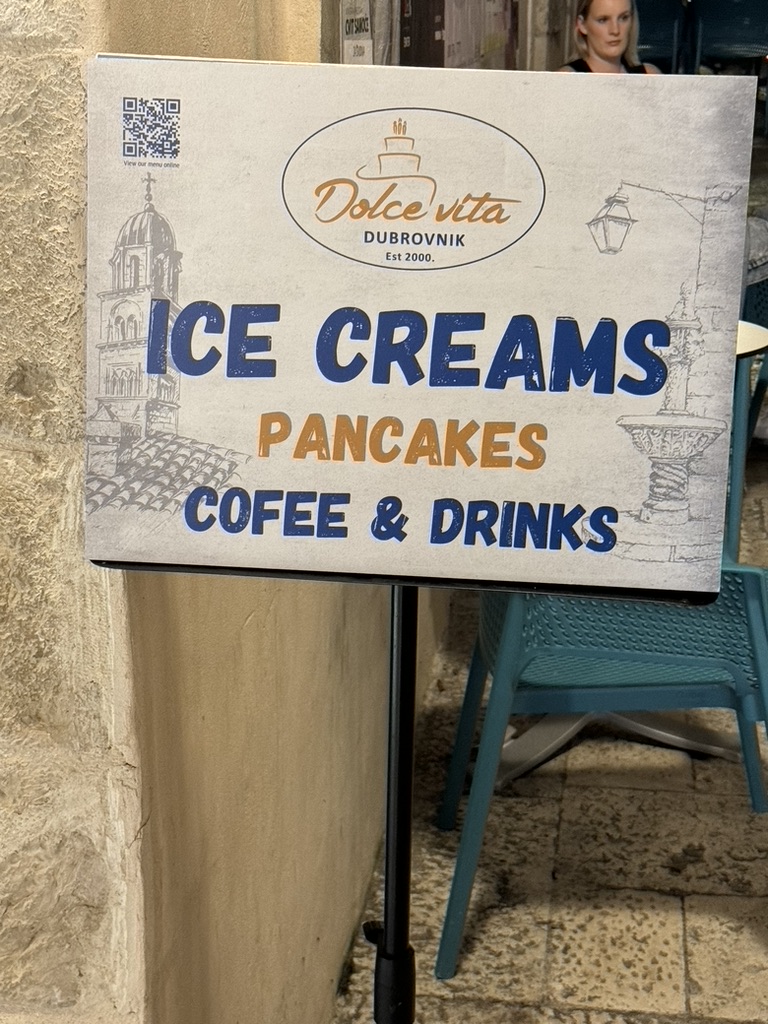 View our menu online
Dolce vita
DUBROVNIK
Est 2000.
ICE CREAMS
PANCAKES
COFEE & DRINKS